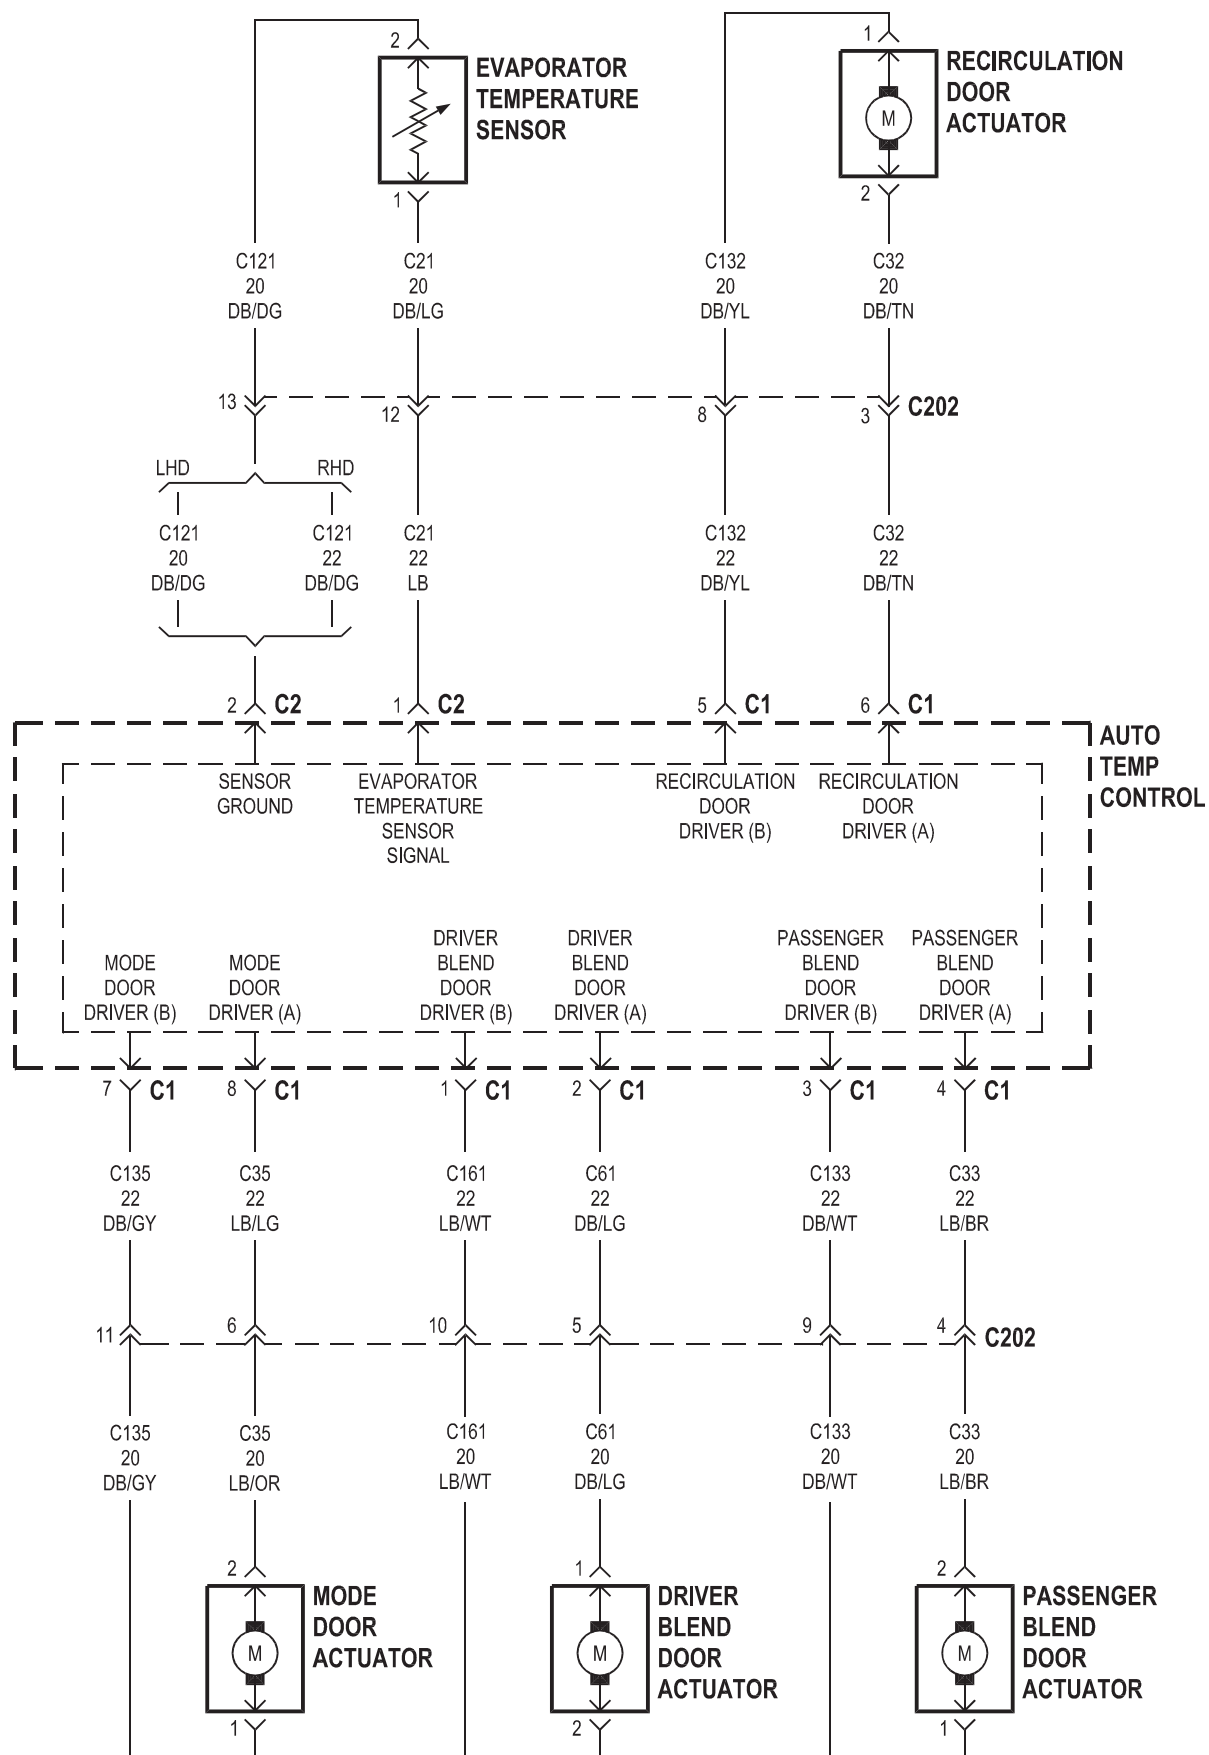 2
EVAPORATOR
TEMPERATURE
SENSOR
1
1
RECIRCULATION
DOOR
ACTUATOR
M
2
C121
20
DB/DG
C21
20
DB/LG
C132
20
DB/YL
C32
20
DB/TN
13
12
8
3
C202
LHD
RHD
C121
20
DB/DG
C121
22
DB/DG
C21
22
LB
C132
22
DB/YL
C32
22
DB/TN
2
C2
1
C2
5
C1
6
C1
AUTO
TEMP
CONTROL
SENSOR
GROUND
EVAPORATOR
TEMPERATURE
SENSOR
SIGNAL
RECIRCULATION
DOOR
DRIVER (B)
RECIRCULATION
DOOR
DRIVER (A)
MODE
DOOR
DRIVER (B)
MODE
DOOR
DRIVER (A)
DRIVER
BLEND
DOOR
DRIVER (B)
DRIVER
BLEND
DOOR
DRIVER (A)
PASSENGER
BLEND
DOOR
DRIVER (B)
PASSENGER
BLEND
DOOR
DRIVER (A)
7
C1
8
C1
1
C1
2
C1
3
C1
4
C1
C135
22
DB/GY
C35
22
LB/LG
C161
22
LB/WT
C61
22
DB/LG
C133
22
DB/WT
C33
22
LB/BR
11
6
10
5
9
4
C202
C135
20
DB/GY
C35
20
LB/OR
C161
20
LB/WT
C61
20
DB/LG
C133
20
DB/WT
C33
20
LB/BR
2
MODE
DOOR
ACTUATOR
M
1
1
DRIVER
BLEND
DOOR
ACTUATOR
M
2
2
PASSENGER
BLEND
DOOR
ACTUATOR
M
1